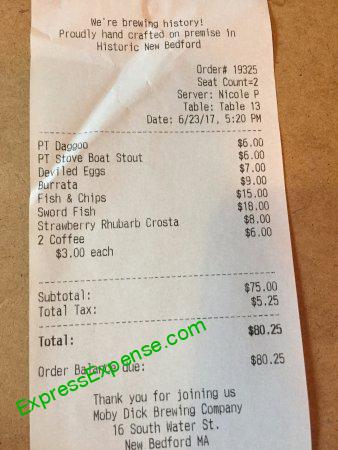 We're brewing history!
Proudly hand crafted on premise in
Historic New Bedford
Order# 19325
Seat Count=2
Server: Nicole P
Table: Table 13
Date: 6/23/17, 5:20 PM
PT Daggoo $6.00
PT Stove Boat Stout $6.00
Deviled Eggs $7.00
Burrata $9.00
Fish & Chips $15.00
Sword Fish $18.00
Strawberry Rhubarb Crosta $8.00
2 Coffee $6.00
$3.00 each
Subtotal: $75.00
Total Tax: $5.25
Total: $80.25
Order Balance due: $80.25
ExpressExpense.com
Thank you for joining us
Moby Dick Brewing Company
16 South Water St.
New Bedford MA